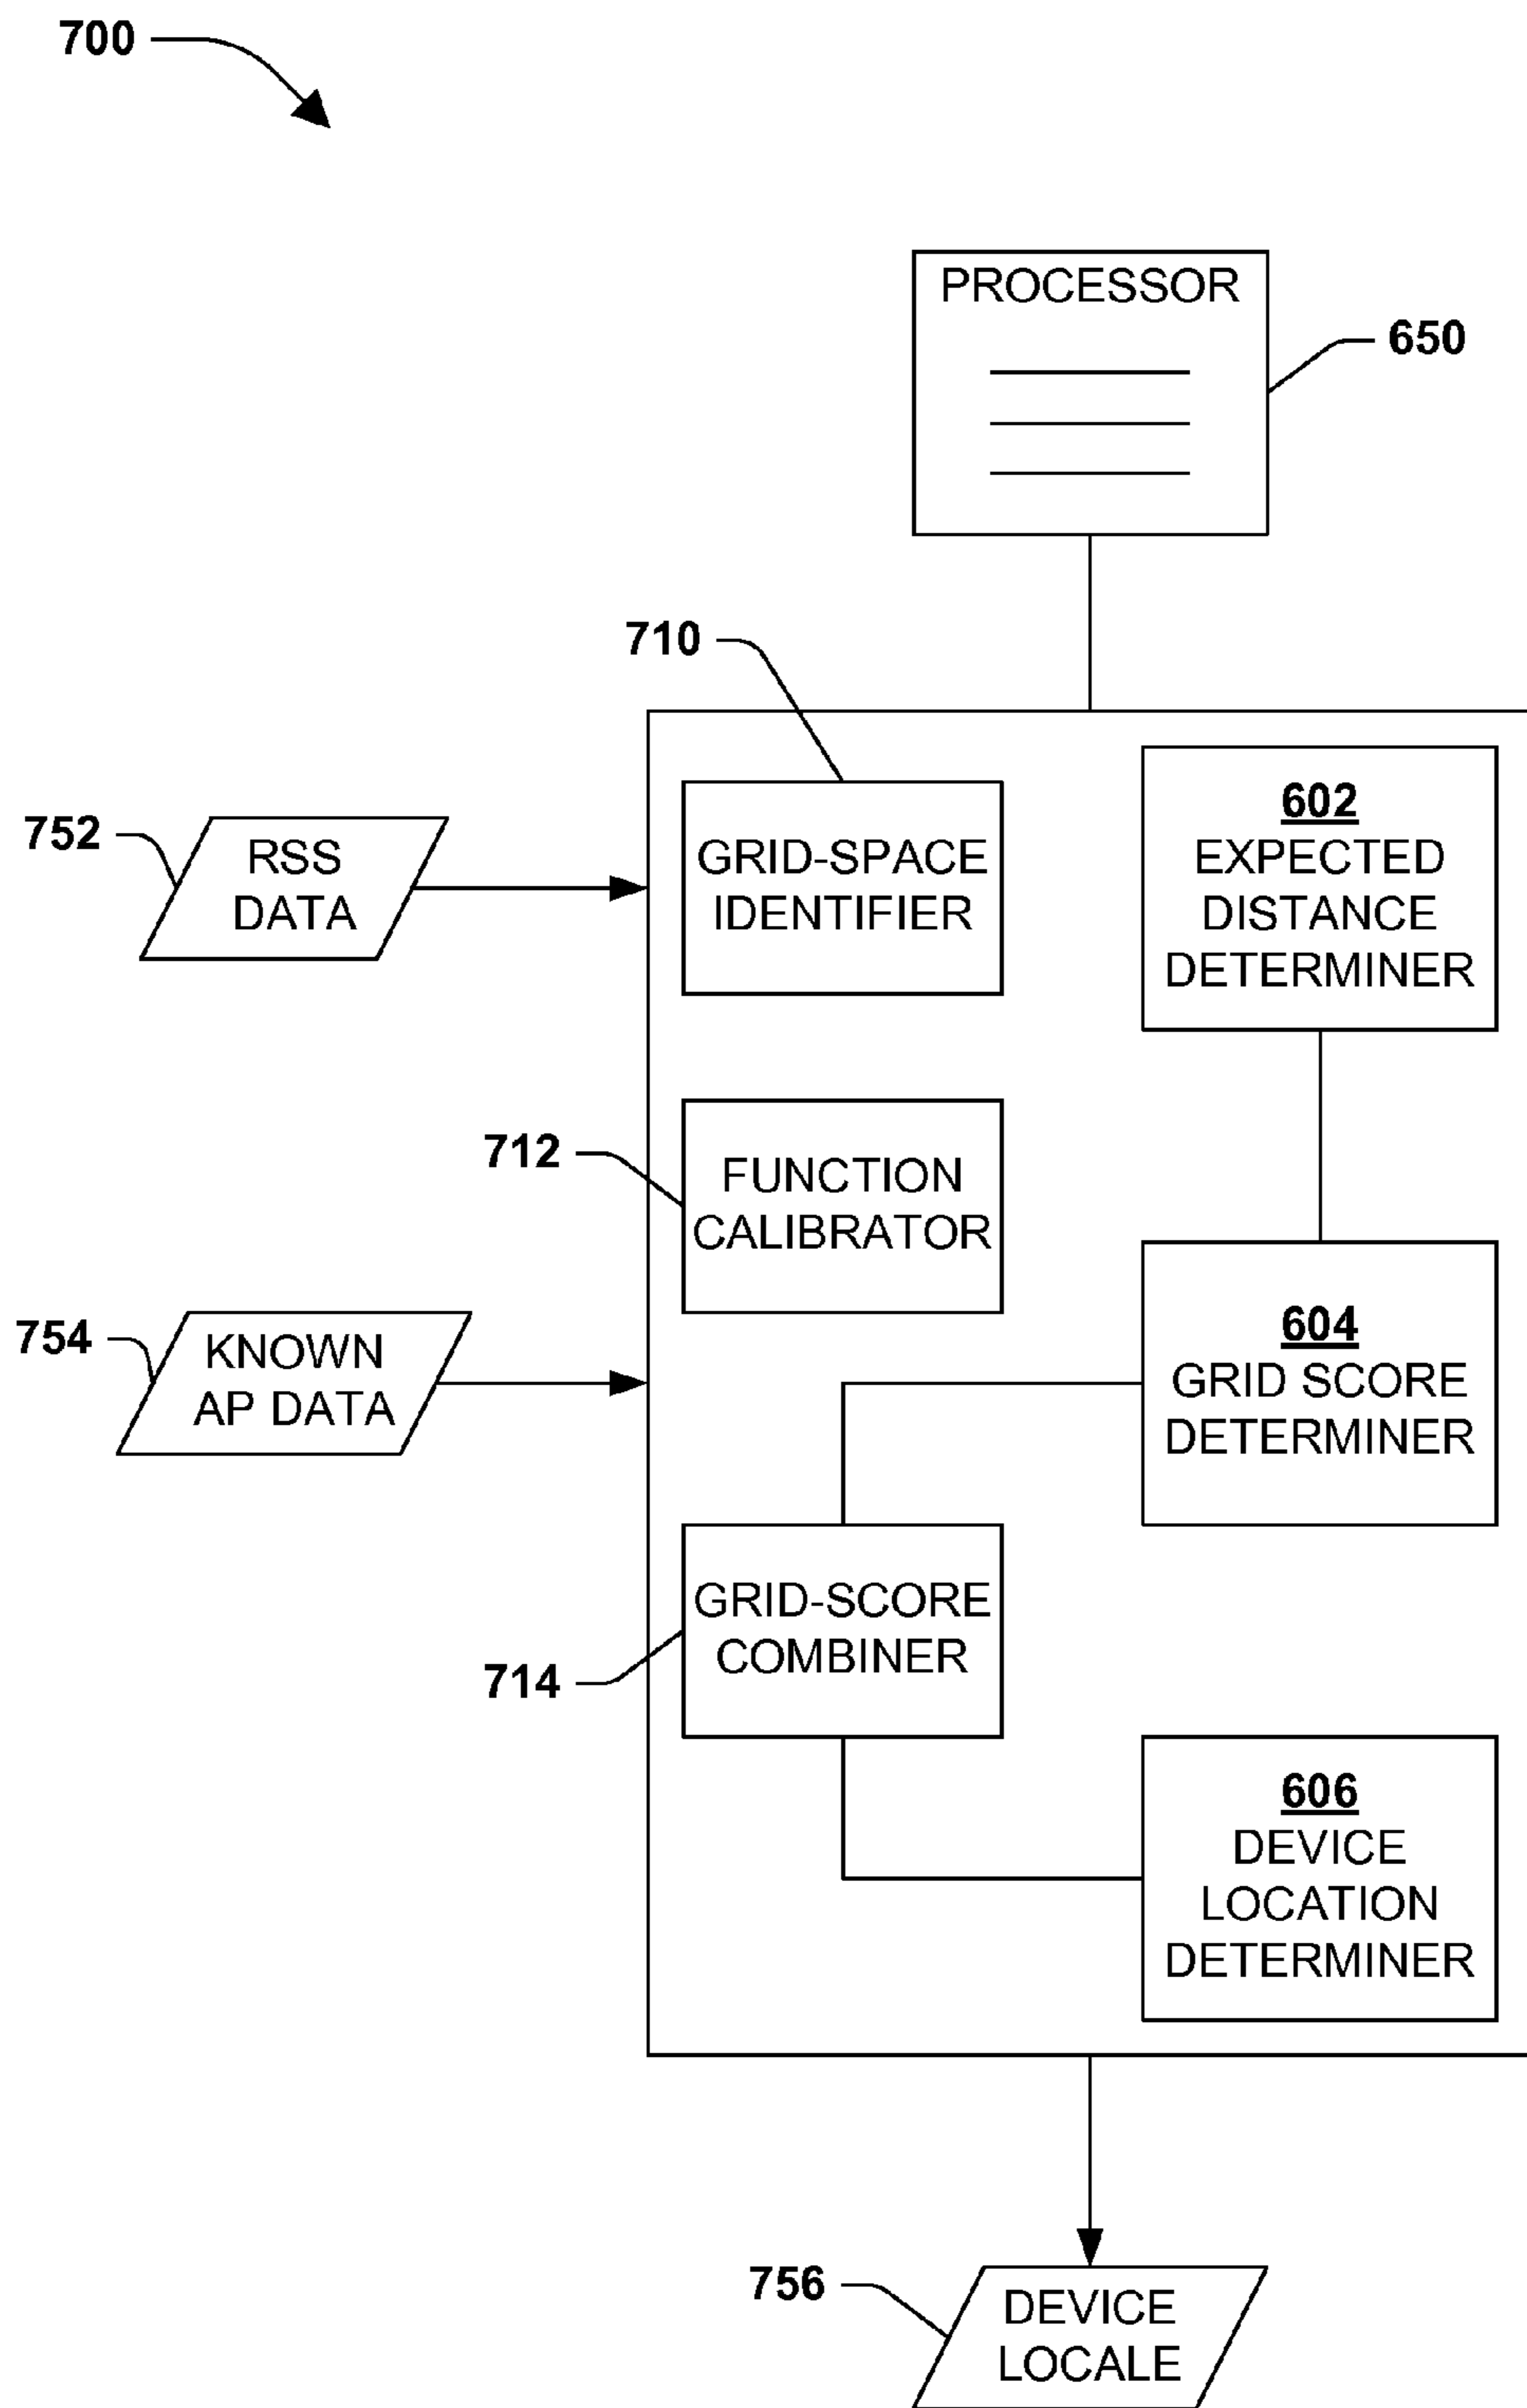 700
PROCESSOR
650
710
752
RSS
DATA
GRID-SPACE
IDENTIFIER
602
EXPECTED
DISTANCE
DETERMINER
712
FUNCTION
CALIBRATOR
754
KNOWN
AP DATA
604
GRID SCORE
DETERMINER
714
GRID-SCORE
COMBINER
606
DEVICE
LOCATION
DETERMINER
756
DEVICE
LOCALE